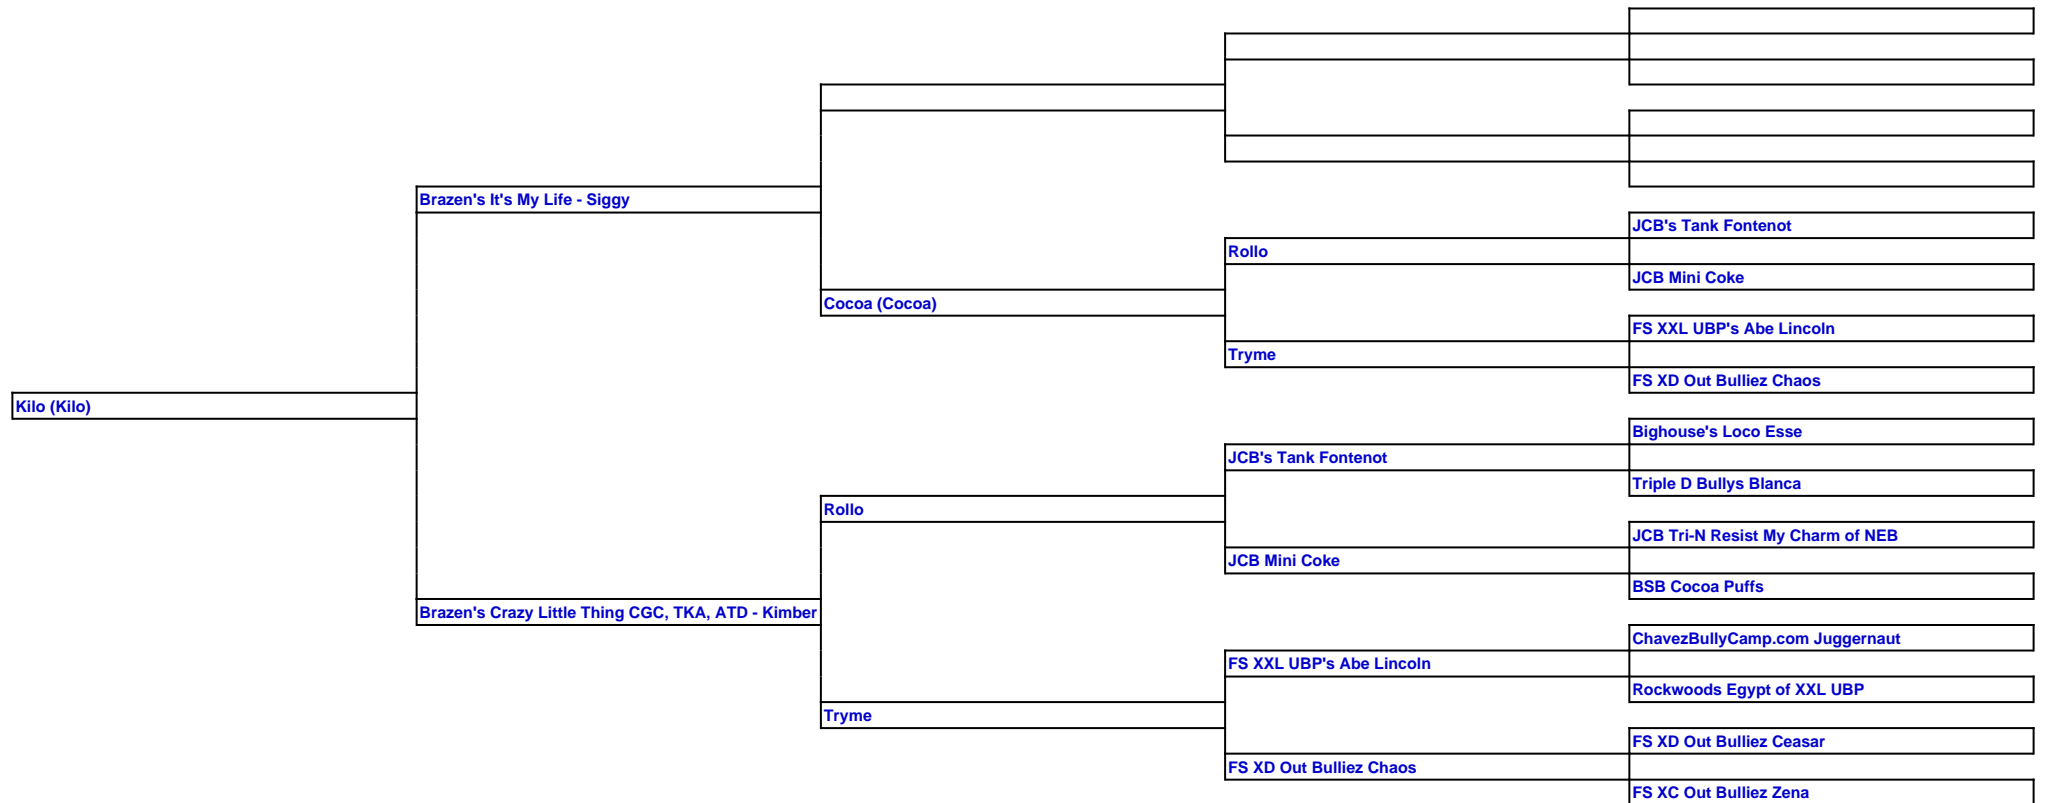 Brazen's It's My Life - Siggy
JCB's Tank Fontenot
Rollo
JCB Mini Coke
Cocoa (Cocoa)
FS XXL UBP's Abe Lincoln
Tryme
FS XD Out Bulliez Chaos
Kilo (Kilo)
Bighouse's Loco Esse
JCB's Tank Fontenot
Triple D Bullys Blanca
Rollo
JCB Tri-N Resist My Charm of NEB
JCB Mini Coke
BSB Cocoa Puffs
Brazen's Crazy Little Thing CGC, TKA, ATD - Kimber
ChavezBullyCamp.com Juggernaut
FS XXL UBP's Abe Lincoln
Rockwoods Egypt of XXL UBP
Tryme
FS XD Out Bulliez Ceasar
FS XD Out Bulliez Chaos
FS XC Out Bulliez Zena